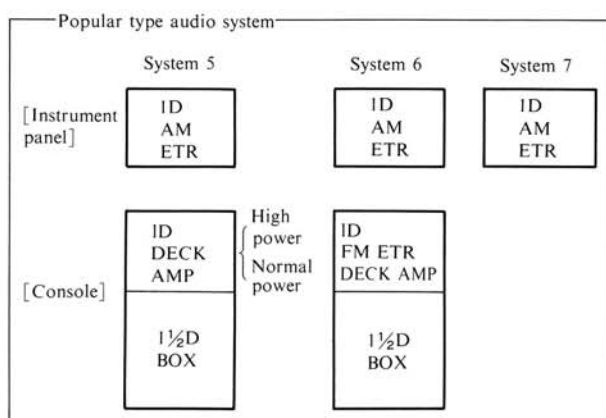 Popular type audio system
System 5 System 6 System 7
[Instrument
panel]
1D
AM
ETR
1D
AM
ETR
1D
AM
ETR
[Console]
1D
DECK
AMP
High
power
Normal
power
1½D
BOX
1D
FM ETR
DECK AMP
1½D
BOX